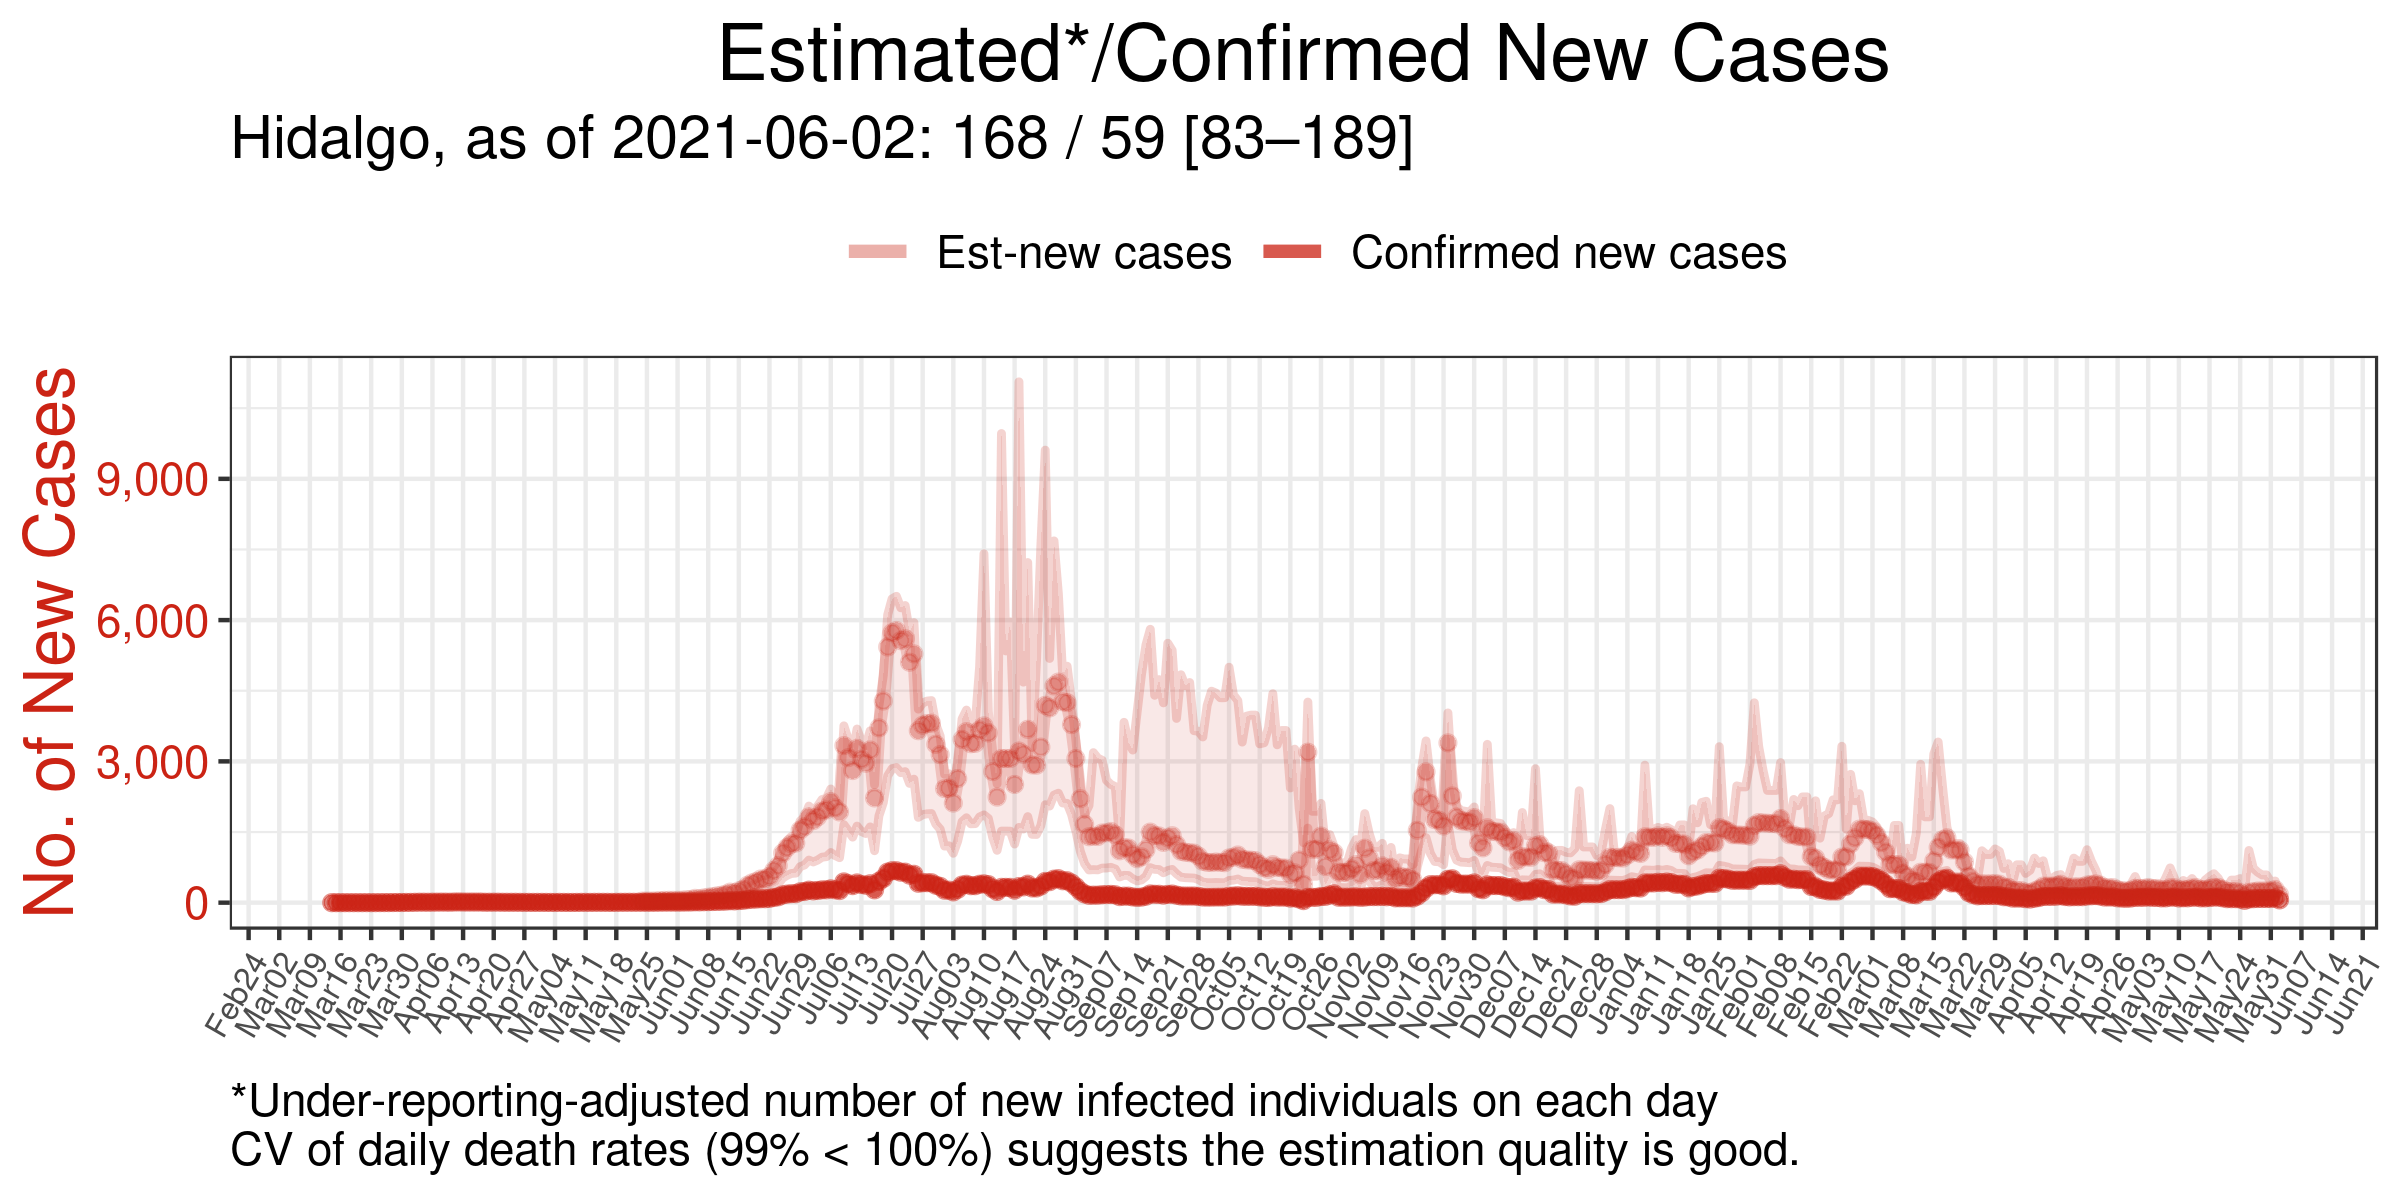 Estimated*/Confirmed New Cases
Hidalgo, as of 2021-06-02: 168 / 59 [83–189]
Est-new cases
Confirmed new cases
No. of New Cases
9,000
6,000
3,000
0
Feb24
Mar02
Mar09
Mar16
Mar23
Mar30
Apr06
Apr13
Apr20
Apr27
May04
May11
May18
May25
Jun01
Jun08
Jun15
Jun22
Jun29
Jul06
Jul13
Jul20
Jul27
Aug03
Aug10
Aug17
Aug24
Aug31
Sep07
Sep14
Sep21
Sep28
Oct05
Oct12
Oct19
Oct26
Nov02
Nov09
Nov16
Nov23
Nov30
Dec07
Dec14
Dec21
Dec28
Jan04
Jan11
Jan18
Jan25
Feb01
Feb08
Feb15
Feb22
Mar01
Mar08
Mar15
Mar22
Mar29
Apr05
Apr12
Apr19
Apr26
May03
May10
May17
May24
May31
Jun07
Jun14
Jun21
*Under-reporting-adjusted number of new infected individuals on each day
CV of daily death rates (99% < 100%) suggests the estimation quality is good.